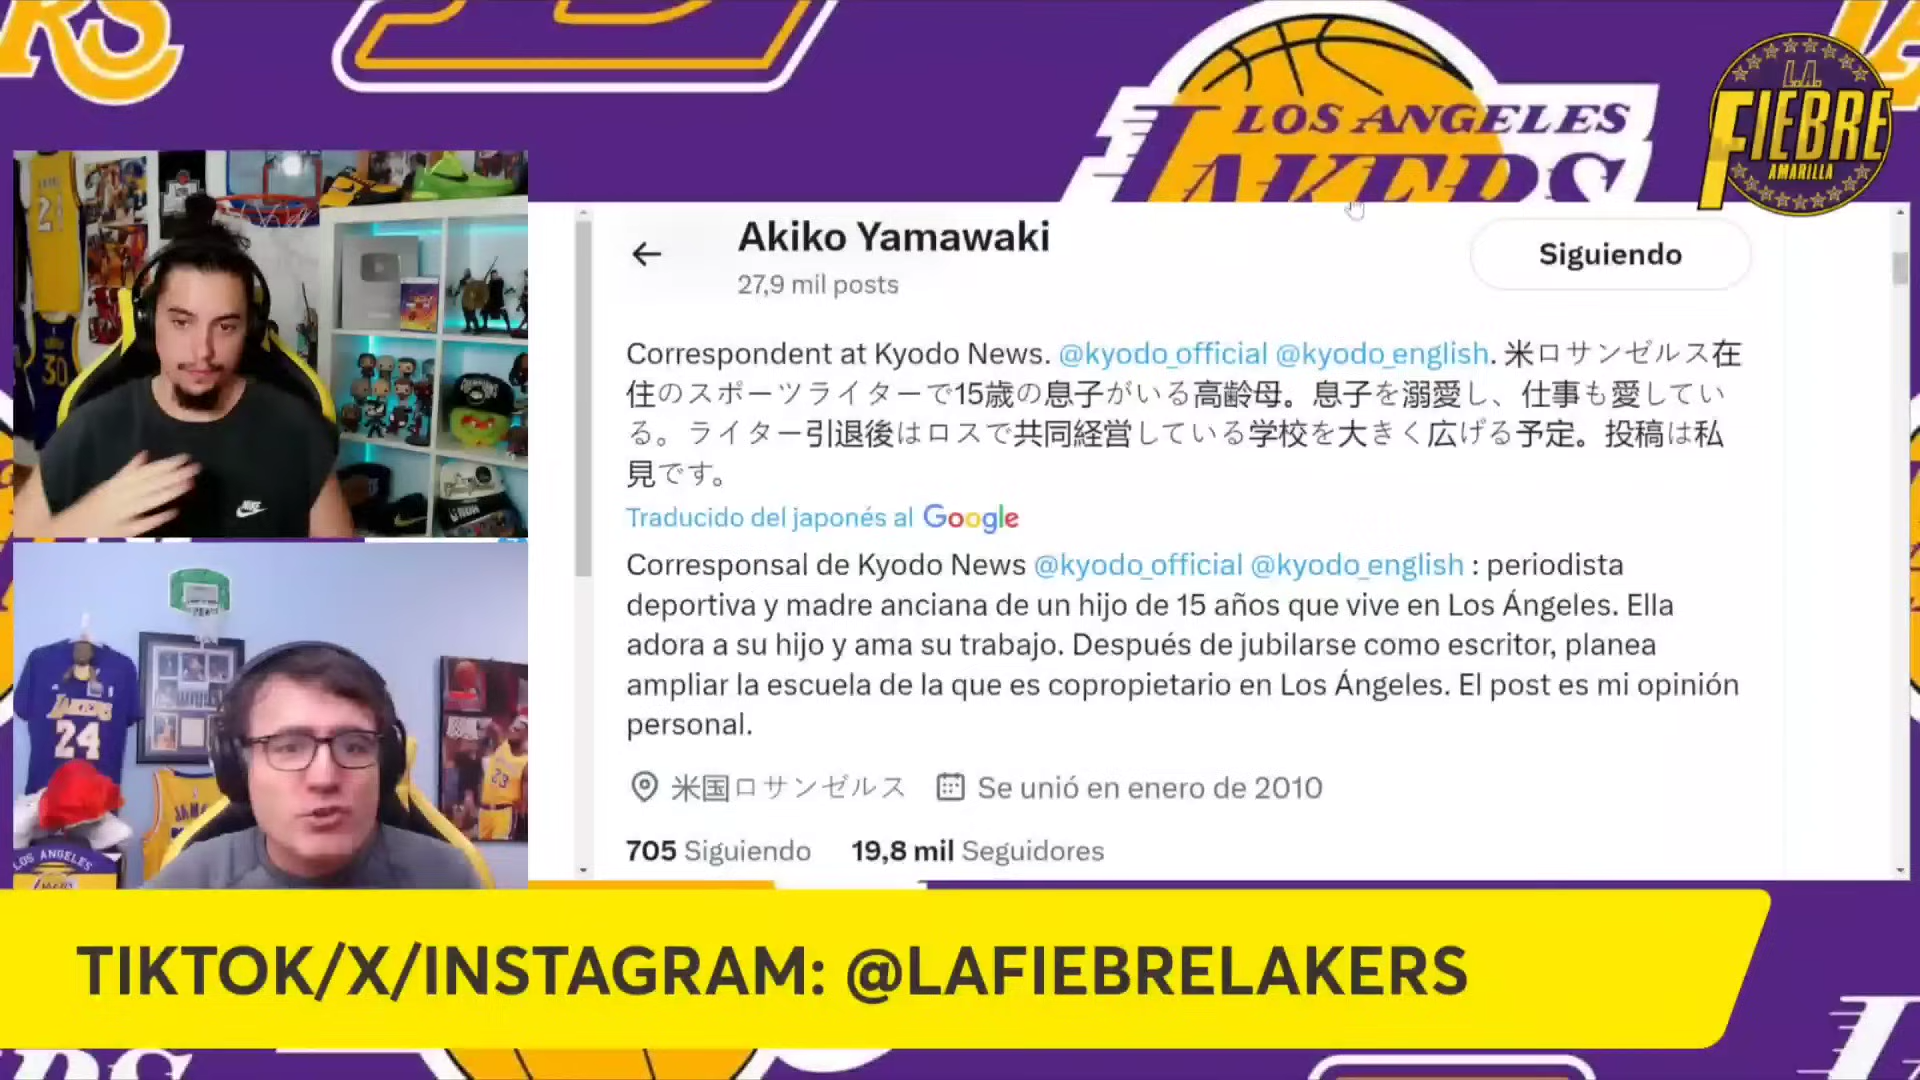 LOS ANGELES
LAKERS
L.A.
FIEBRE
AMARILLA
Akiko Yamawaki
27,9 mil posts
Siguiendo
Correspondent at Kyodo News. @kyodo_official @kyodo_english. 米ロサンゼルス在
住のスポーツライターで15歳の息子がいる高齢母。息子を溺愛し、仕事も愛してい
る。ライター引退後はロスで共同経営している学校を大きく広げる予定。投稿は私
見です。
Traducido del japonés al Google
Corresponsal de Kyodo News @kyodo_official @kyodo_english : periodista
deportiva y madre anciana de un hijo de 15 años que vive en Los Ángeles. Ella
adora a su hijo y ama su trabajo. Después de jubilarse como escritor, planea
ampliar la escuela de la que es copropietario en Los Ángeles. El post es mi opinión
personal.
米国ロサンゼルス Se unió en enero de 2010
705 Siguiendo 19,8 mil Seguidores
30
LAKERS
24
23
LOS ANGELES
TIKTOK/X/INSTAGRAM: @LAFIEBRELAKERS